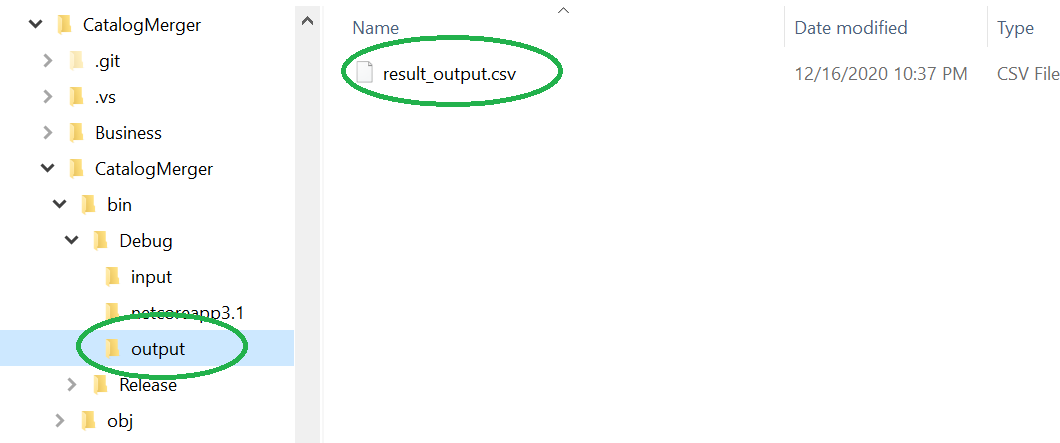 CatalogMerger
.git
.vs
Business
CatalogMerger
bin
Debug
input
netcoreapp3.1
output
Release
obj
Name Date modified Type
result_output.csv 12/16/2020 10:37 PM CSV File